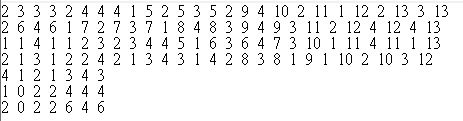 2 3 3 3 2 4 4 4 1 5 2 5 3 5 2 9 4 10 2 11 1 12 2 13 3 13
2 6 4 6 1 7 2 7 3 7 1 8 4 8 3 9 4 9 3 11 2 12 4 12 4 13
1 1 4 1 1 2 3 2 3 4 4 5 1 6 3 6 4 7 3 10 1 11 4 11 1 13
2 1 3 1 2 2 4 2 1 3 4 3 1 4 2 8 3 8 1 9 1 10 2 10 3 12
4 1 2 1 3 4 3
1 0 2 2 4 4 4
2 0 2 2 6 4 6